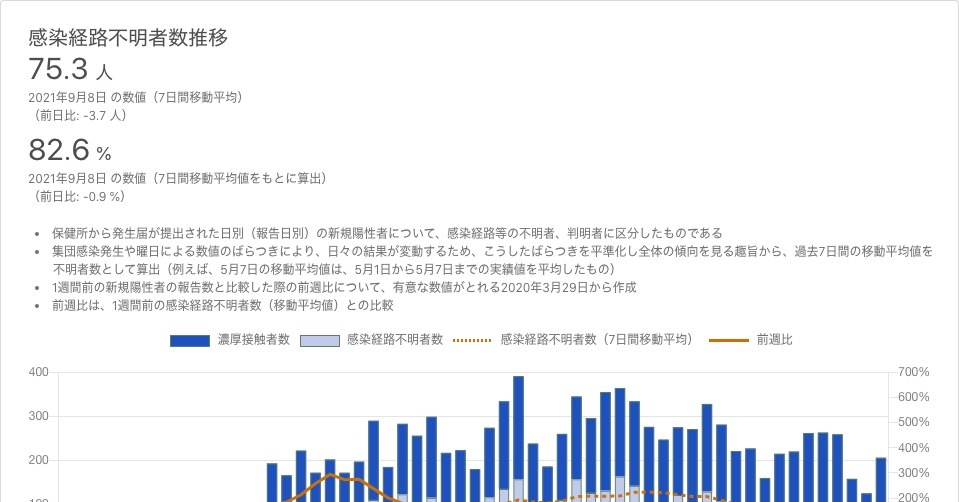 感染経路不明者数推移
75.3 人
2021年9月8日 の数値（7日間移動平均）
（前日比: -3.7 人）
82.6 %
2021年9月8日 の数値（7日間移動平均値をもとに算出）
（前日比: -0.9 %）
• 保健所から発生届が提出された日別（報告日別）の新規陽性者について、感染経路等の不明者、判明者に区分したものである
• 集団感染発生や曜日による数値のばらつきにより、日々の結果が変動するため、こうしたばらつきを平準化し全体の傾向を見る趣旨から、過去7日間の移動平均値を
不明者数として算出（例えば、5月7日の移動平均値は、5月1日から5月7日までの実績値を平均したもの）
• 1週間前の新規陽性者の報告数と比較した際の前週比について、有意な数値がとれる2020年3月29日から作成
• 前週比は、1週間前の感染経路不明者数（移動平均値）との比較
濃厚接触者数 感染経路不明者数 感染経路不明者数（7日間移動平均） 前週比
400 700%
600%
300 500%
400%
200 300%
100 200%